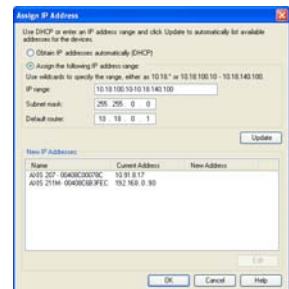 Assign IP Address
Use DHCP or enter an IP address range and click Update to automatically list available
addresses for the devices.
Obtain IP addresses automatically (DHCP)
Assign the following IP address range:
Use wildcards to specify the range, either as 10.18.* or 10.18.100.10 - 10.18.140.100.
IP range: 10.18.100.10-10.18.140.100
Subnet mask: 255 . 255 . 0 . 0
Default router: 10 . 18 . 0 . 1
Update
New IP Addresses
Name Current Address New Address
AXIS 207 - 00408C00078C 10.91.8.17
AXIS 211M - 00408C6B3FEC 192.168.0.90
Edit
OK Cancel Help